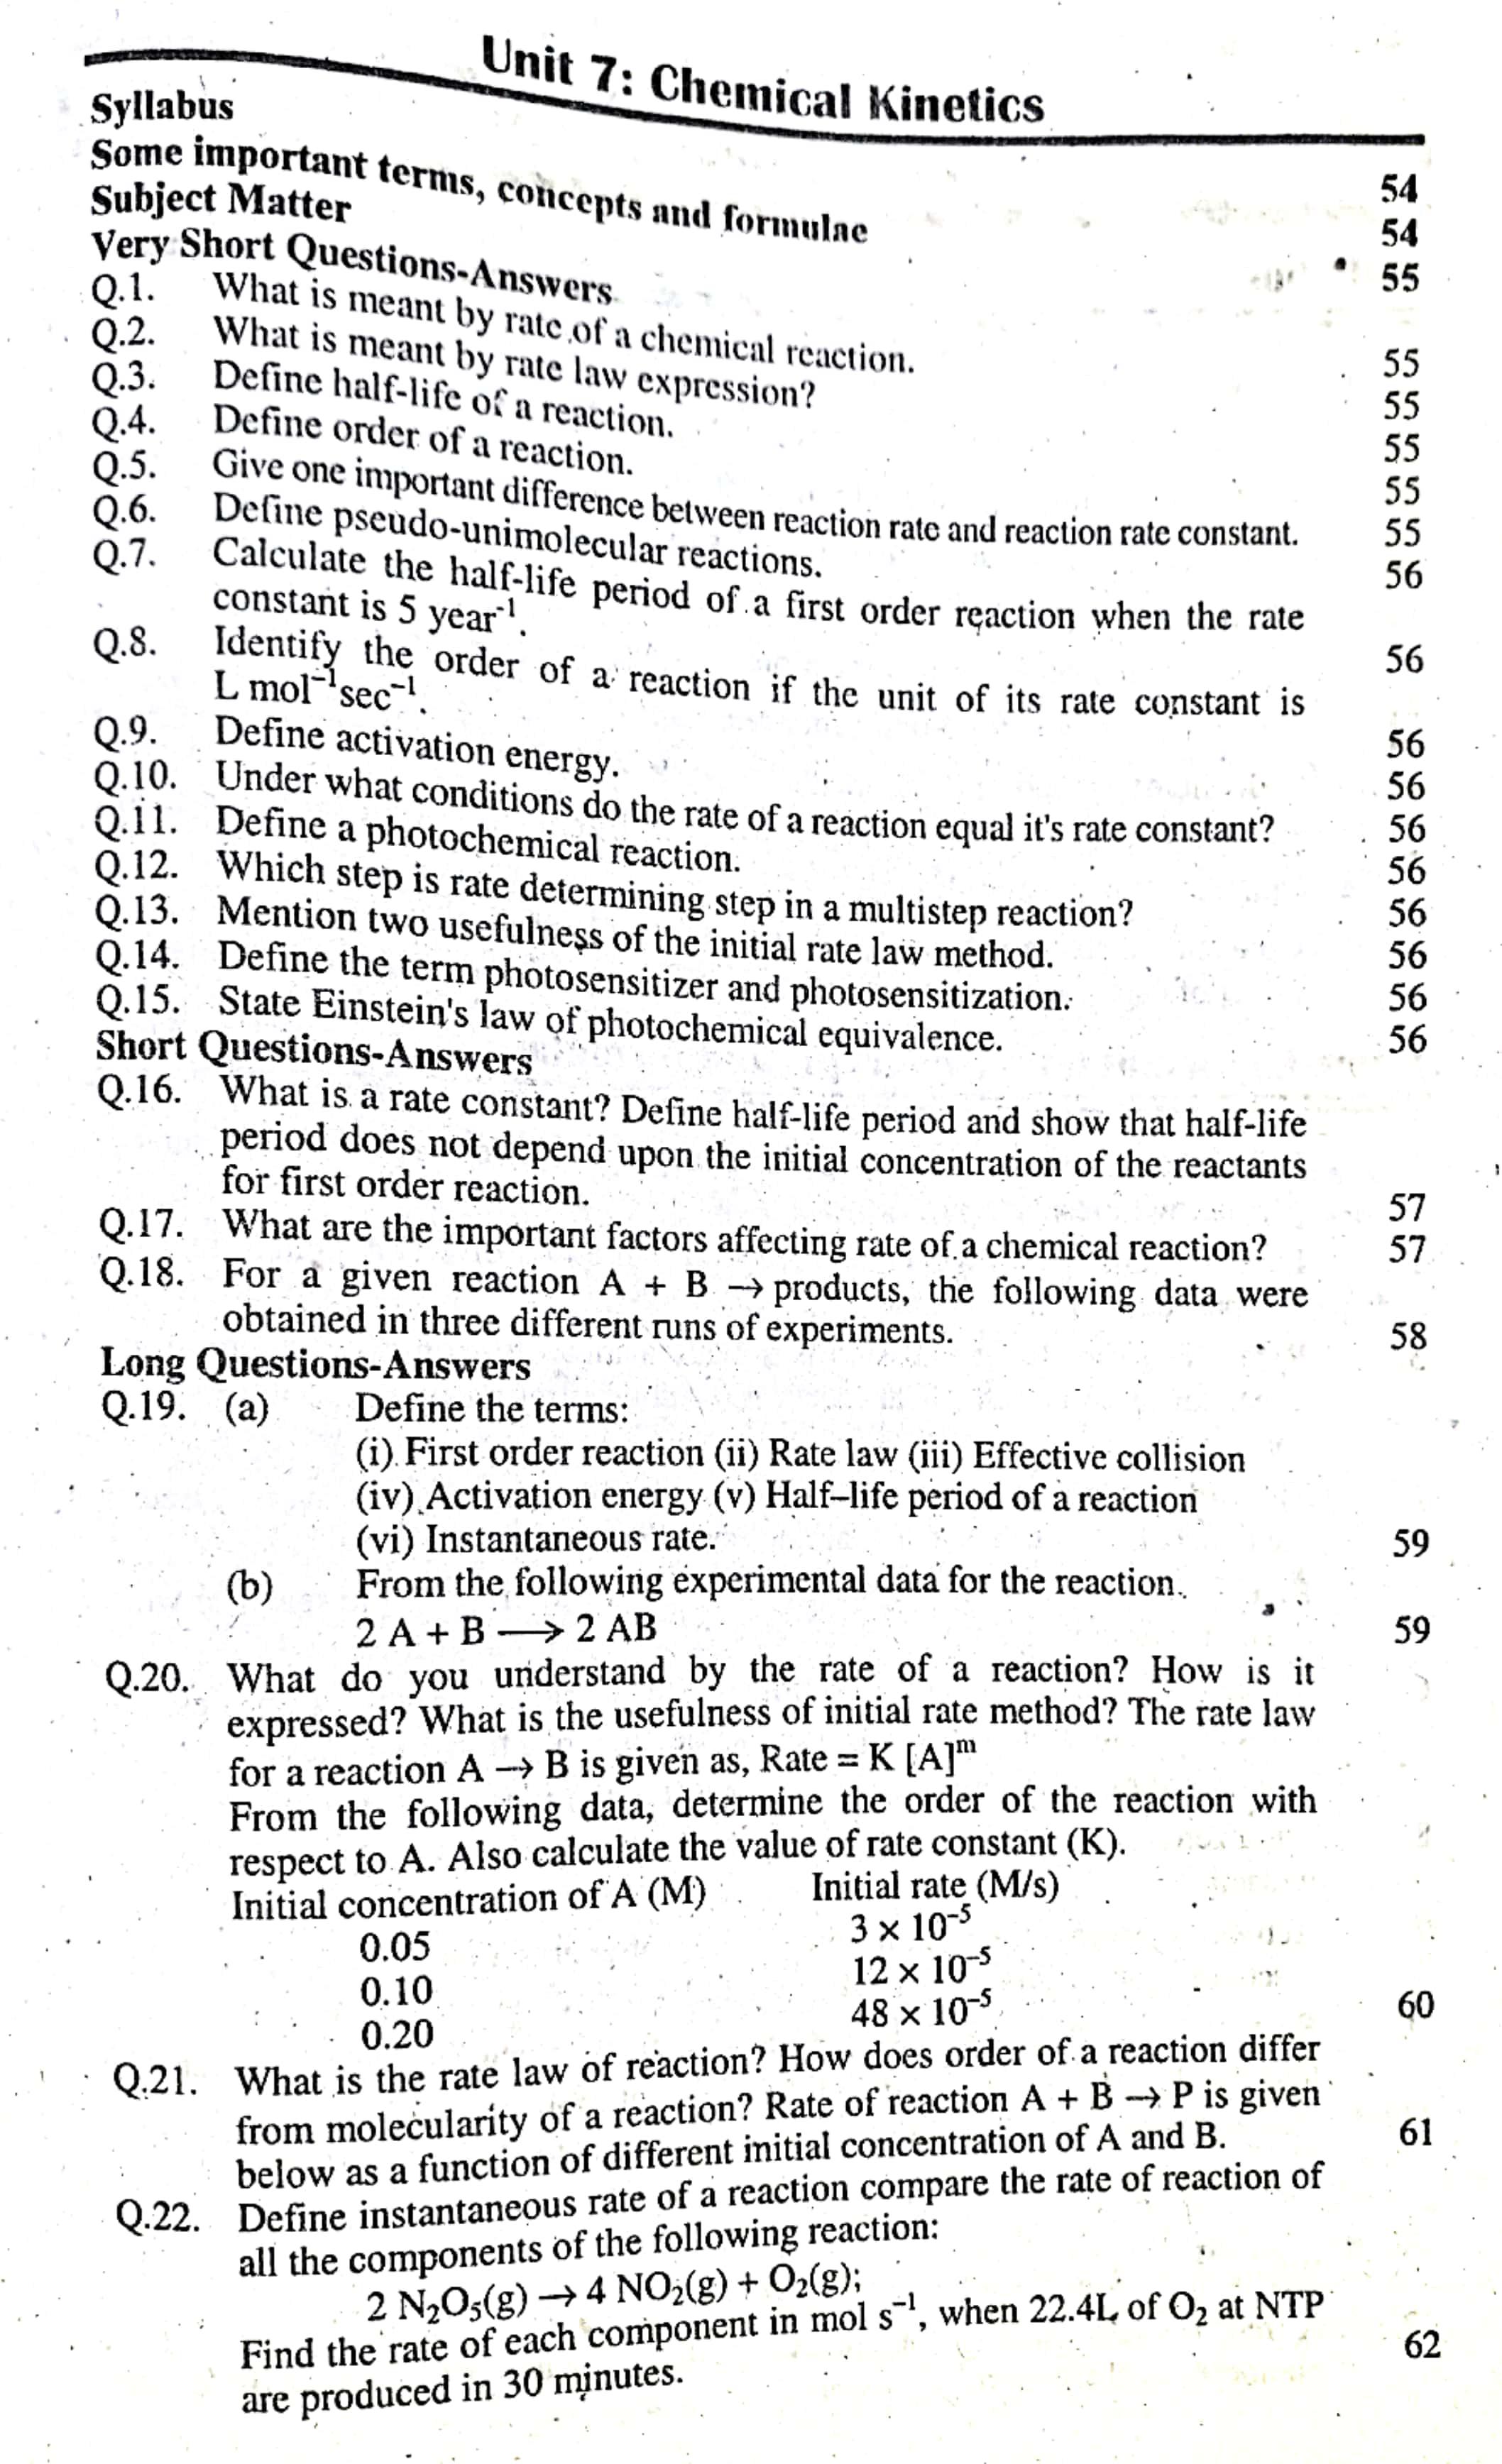 Unit 7: Chemical Kinetics
Syllabus 54
Some important terms, concepts and formulae 54
Subject Matter 55
Very Short Questions-Answers
Q.1. What is meant by rate of a chemical reaction. 55
Q.2. What is meant by rate law expression? 55
Q.3. Define half-life of a reaction. 55
Q.4. Define order of a reaction. 55
Q.5. Give one important difference between reaction rate and reaction rate constant. 55
Q.6. Define pseudo-unimolecular reactions. 56
Q.7. Calculate the half-life period of a first order reaction when the rate
constant is 5 year⁻¹. 56
Q.8. Identify the order of a reaction if the unit of its rate constant is
L mol⁻¹sec⁻¹. 56
Q.9. Define activation energy. 56
Q.10. Under what conditions do the rate of a reaction equal it's rate constant? 56
Q.11. Define a photochemical reaction. 56
Q.12. Which step is rate determining step in a multistep reaction? 56
Q.13. Mention two usefulness of the initial rate law method. 56
Q.14. Define the term photosensitizer and photosensitization. 56
Q.15. State Einstein's law of photochemical equivalence. 56
Short Questions-Answers
Q.16. What is a rate constant? Define half-life period and show that half-life
period does not depend upon the initial concentration of the reactants
for first order reaction. 57
Q.17. What are the important factors affecting rate of a chemical reaction? 57
Q.18. For a given reaction A + B → products, the following data were
obtained in three different runs of experiments. 58
Long Questions-Answers
Q.19. (a) Define the terms:
(i) First order reaction (ii) Rate law (iii) Effective collision
(iv) Activation energy (v) Half–life period of a reaction
(vi) Instantaneous rate. 59
(b) From the following experimental data for the reaction.
2 A + B ⟶ 2 AB 59
Q.20. What do you understand by the rate of a reaction? How is it
expressed? What is the usefulness of initial rate method? The rate law
for a reaction A → B is given as, Rate = K [A]ᵐ
From the following data, determine the order of the reaction with
respect to A. Also calculate the value of rate constant (K).
Initial concentration of A (M) Initial rate (M/s)
0.05 3 × 10⁻⁵
0.10 12 × 10⁻⁵
0.20 48 × 10⁻⁵ 60
Q.21. What is the rate law of reaction? How does order of a reaction differ
from molecularity of a reaction? Rate of reaction A + B → P is given
below as a function of different initial concentration of A and B. 61
Q.22. Define instantaneous rate of a reaction compare the rate of reaction of
all the components of the following reaction:
2 N₂O₅(g) → 4 NO₂(g) + O₂(g);
Find the rate of each component in mol s⁻¹, when 22.4L of O₂ at NTP
are produced in 30 minutes. 62